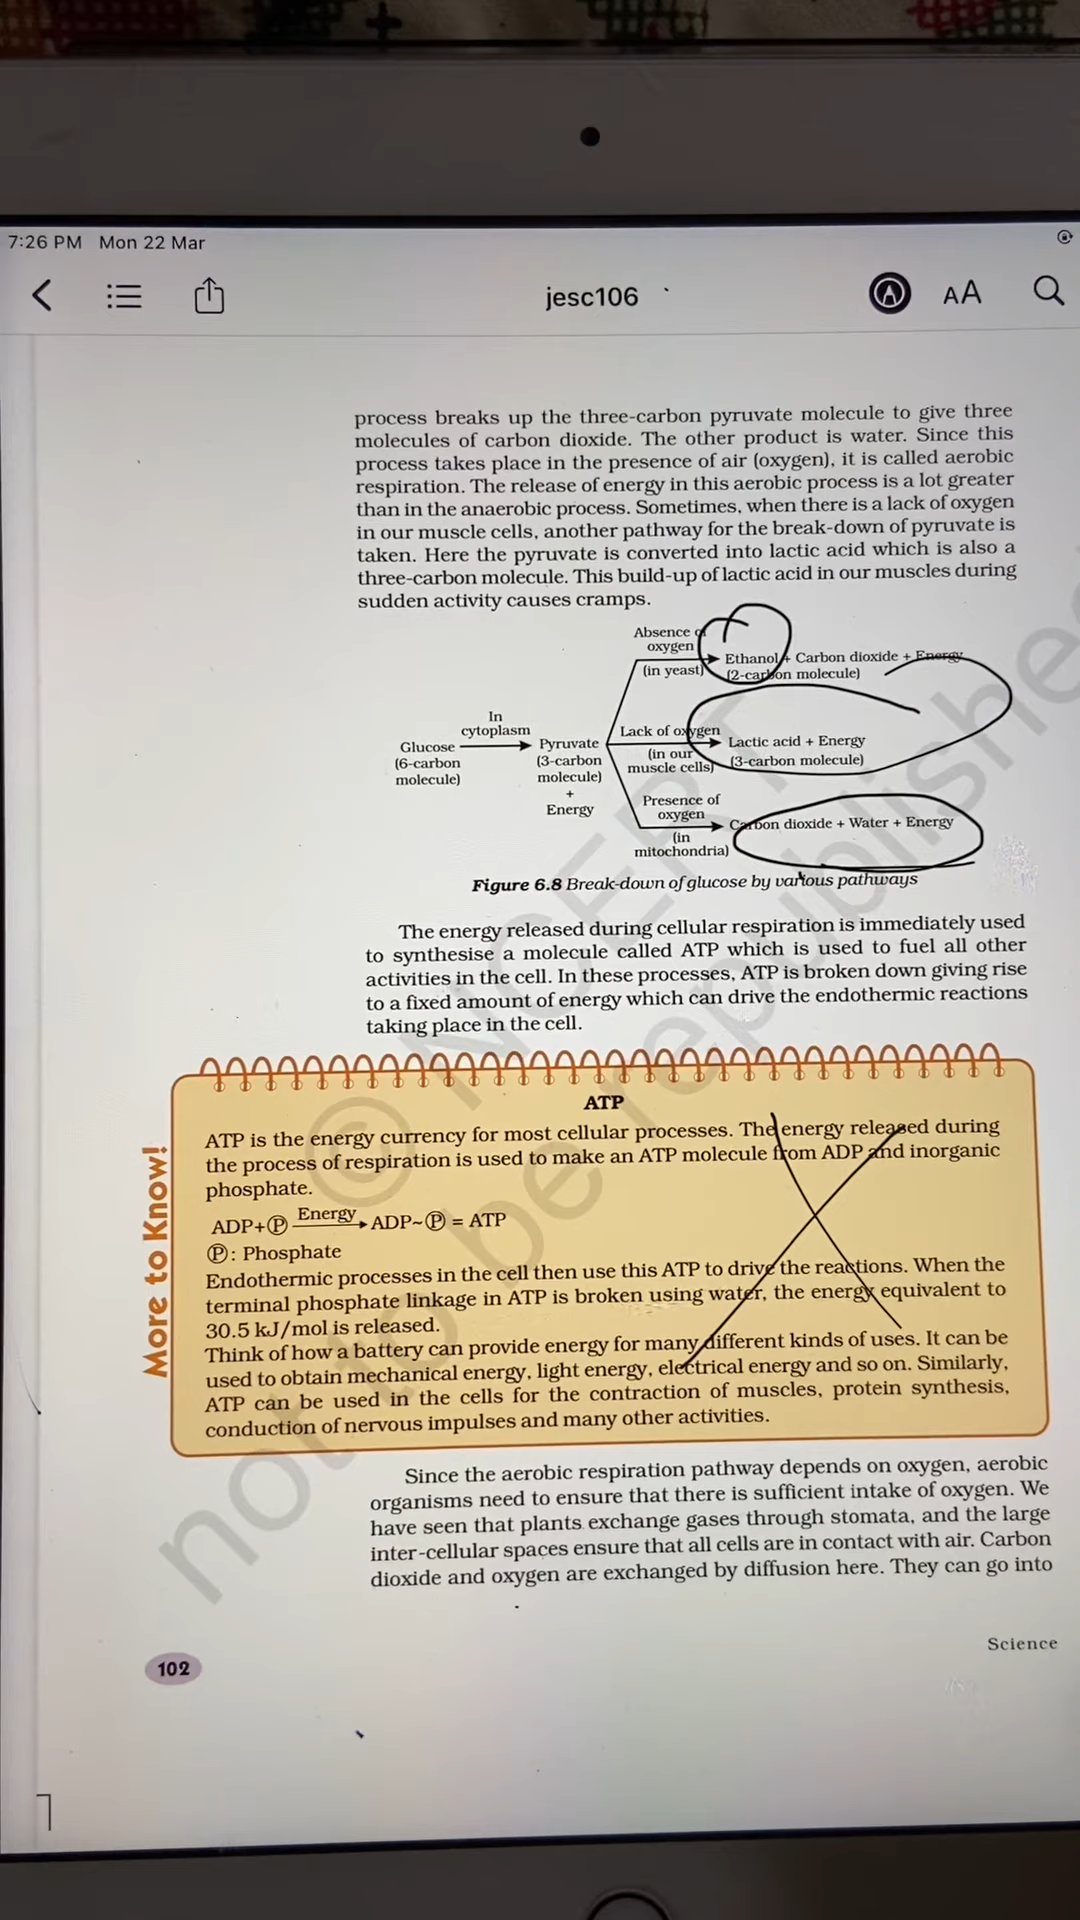 7:26 PM Mon 22 Mar
jesc106
AA
process breaks up the three-carbon pyruvate molecule to give three
molecules of carbon dioxide. The other product is water. Since this
process takes place in the presence of air (oxygen), it is called aerobic
respiration. The release of energy in this aerobic process is a lot greater
than in the anaerobic process. Sometimes, when there is a lack of oxygen
in our muscle cells, another pathway for the break-down of pyruvate is
taken. Here the pyruvate is converted into lactic acid which is also a
three-carbon molecule. This build-up of lactic acid in our muscles during
sudden activity causes cramps.
Absence of
oxygen
(in yeast)
Ethanol + Carbon dioxide + Energy
(2-carbon molecule)
In
cytoplasm
Glucose
(6-carbon
molecule)
Pyruvate
(3-carbon
molecule)
+
Energy
Lack of oxygen
(in our
muscle cells)
Lactic acid + Energy
(3-carbon molecule)
Presence of
oxygen
(in
mitochondria)
Carbon dioxide + Water + Energy
Figure 6.8 Break-down of glucose by various pathways
The energy released during cellular respiration is immediately used
to synthesise a molecule called ATP which is used to fuel all other
activities in the cell. In these processes, ATP is broken down giving rise
to a fixed amount of energy which can drive the endothermic reactions
taking place in the cell.
More to Know!
ATP
ATP is the energy currency for most cellular processes. The energy released during
the process of respiration is used to make an ATP molecule from ADP and inorganic
phosphate.
ADP+Ⓟ Energy→ ADP~Ⓟ = ATP
Ⓟ: Phosphate
Endothermic processes in the cell then use this ATP to drive the reactions. When the
terminal phosphate linkage in ATP is broken using water, the energy equivalent to
30.5 kJ/mol is released.
Think of how a battery can provide energy for many different kinds of uses. It can be
used to obtain mechanical energy, light energy, electrical energy and so on. Similarly,
ATP can be used in the cells for the contraction of muscles, protein synthesis,
conduction of nervous impulses and many other activities.
Since the aerobic respiration pathway depends on oxygen, aerobic
organisms need to ensure that there is sufficient intake of oxygen. We
have seen that plants exchange gases through stomata, and the large
inter-cellular spaces ensure that all cells are in contact with air. Carbon
dioxide and oxygen are exchanged by diffusion here. They can go into
Science
102
© NCERT
not to be republished